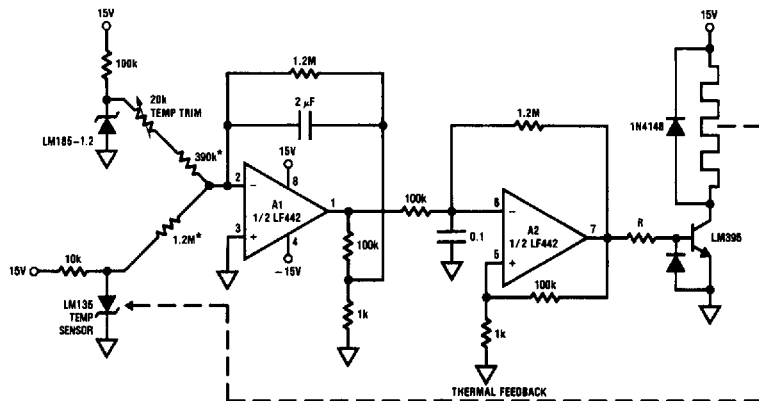 15V
100k
20k
TEMP TRIM
LM185-1.2
390k*
1.2M*
15V
10k
LM135
TEMP
SENSOR
1.2M
2 µF
15V
8
2
−
A1
1/2 LF442
3
+
1
4
−15V
100k
1k
100k
0.1
1.2M
6
−
A2
1/2 LF442
7
5
+
100k
1k
R
15V
1N4148
LM395
THERMAL FEEDBACK